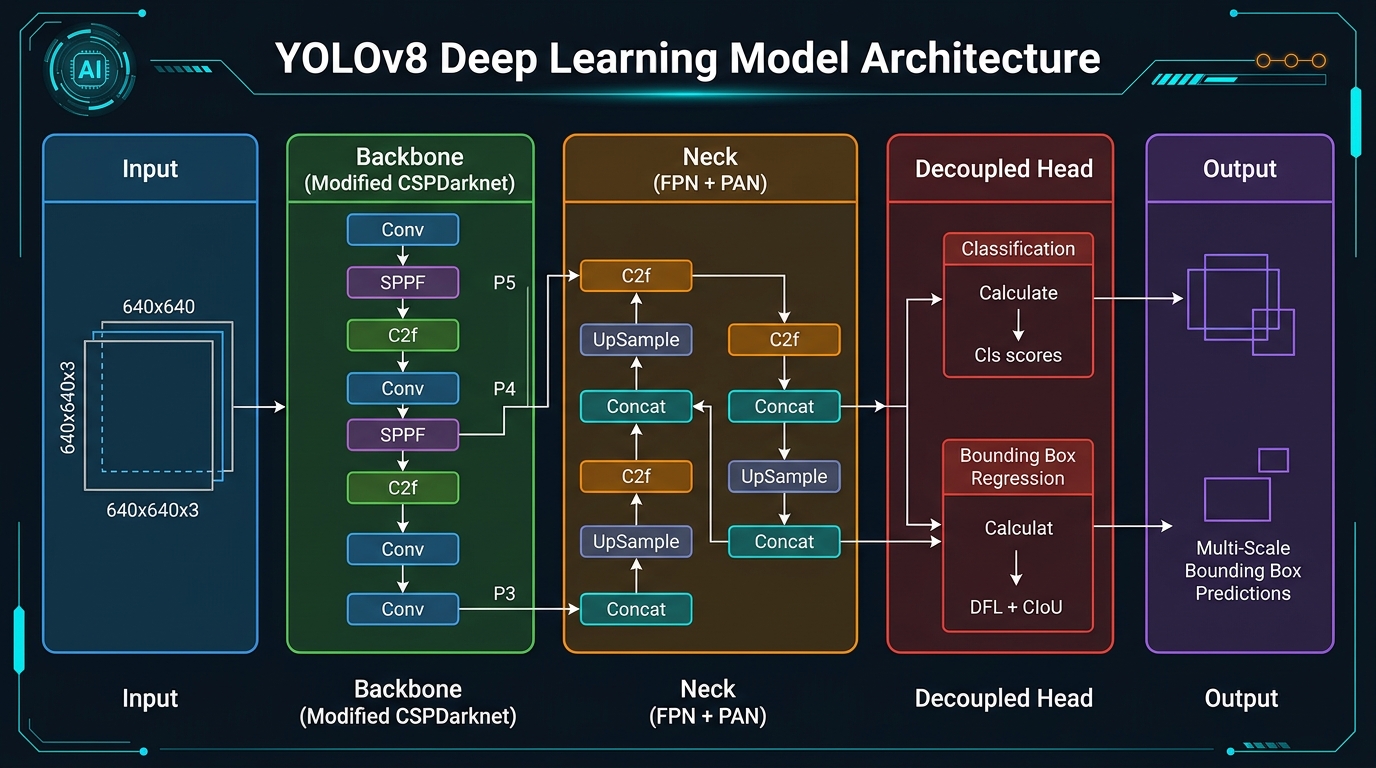 AI
YOLOv8 Deep Learning Model Architecture
Input
640x640
640x640x3
640x640x3
Backbone
(Modified CSPDarknet)
Conv
SPPF
C2f
Conv
SPPF
C2f
Conv
Conv
P5
P4
P3
Neck
(FPN + PAN)
C2f
UpSample
Concat
C2f
UpSample
Concat
C2f
Concat
UpSample
Concat
Decoupled Head
Classification
Calculate
Cls scores
Bounding Box
Regression
Calculat
DFL + CIoU
Output
Multi-Scale
Bounding Box
Predictions
Input
Backbone
(Modified CSPDarknet)
Neck
(FPN + PAN)
Decoupled Head
Output